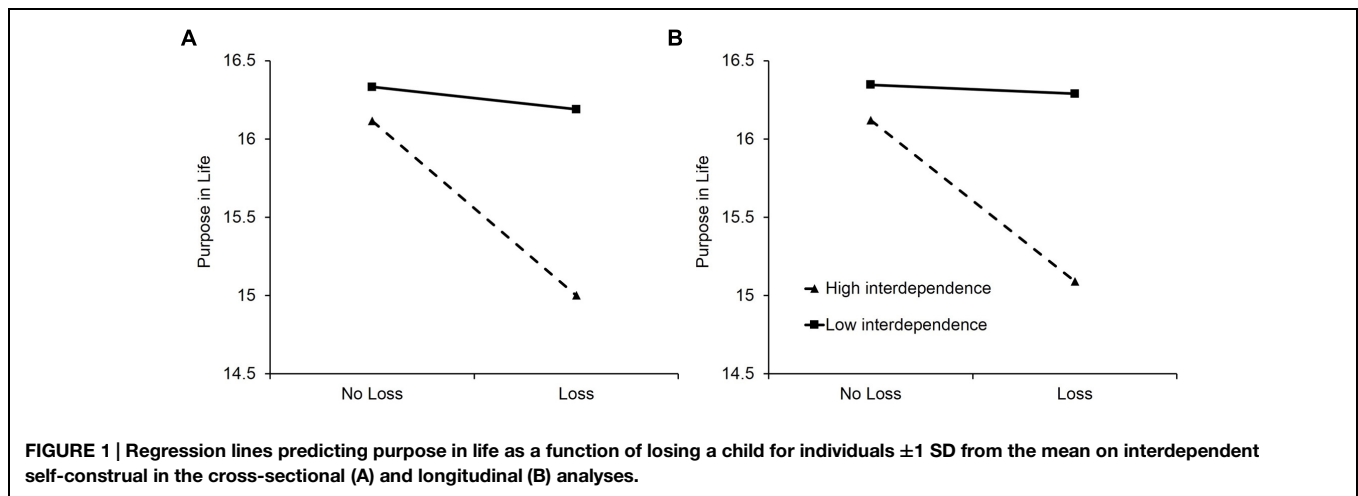 A
16.5
16
15.5
15
14.5
Purpose in Life
No Loss Loss
B
16.5
16
15.5
15
14.5
Purpose in Life
High interdependence
Low interdependence
No Loss Loss
FIGURE 1 | Regression lines predicting purpose in life as a function of losing a child for individuals ±1 SD from the mean on interdependent
self-construal in the cross-sectional (A) and longitudinal (B) analyses.